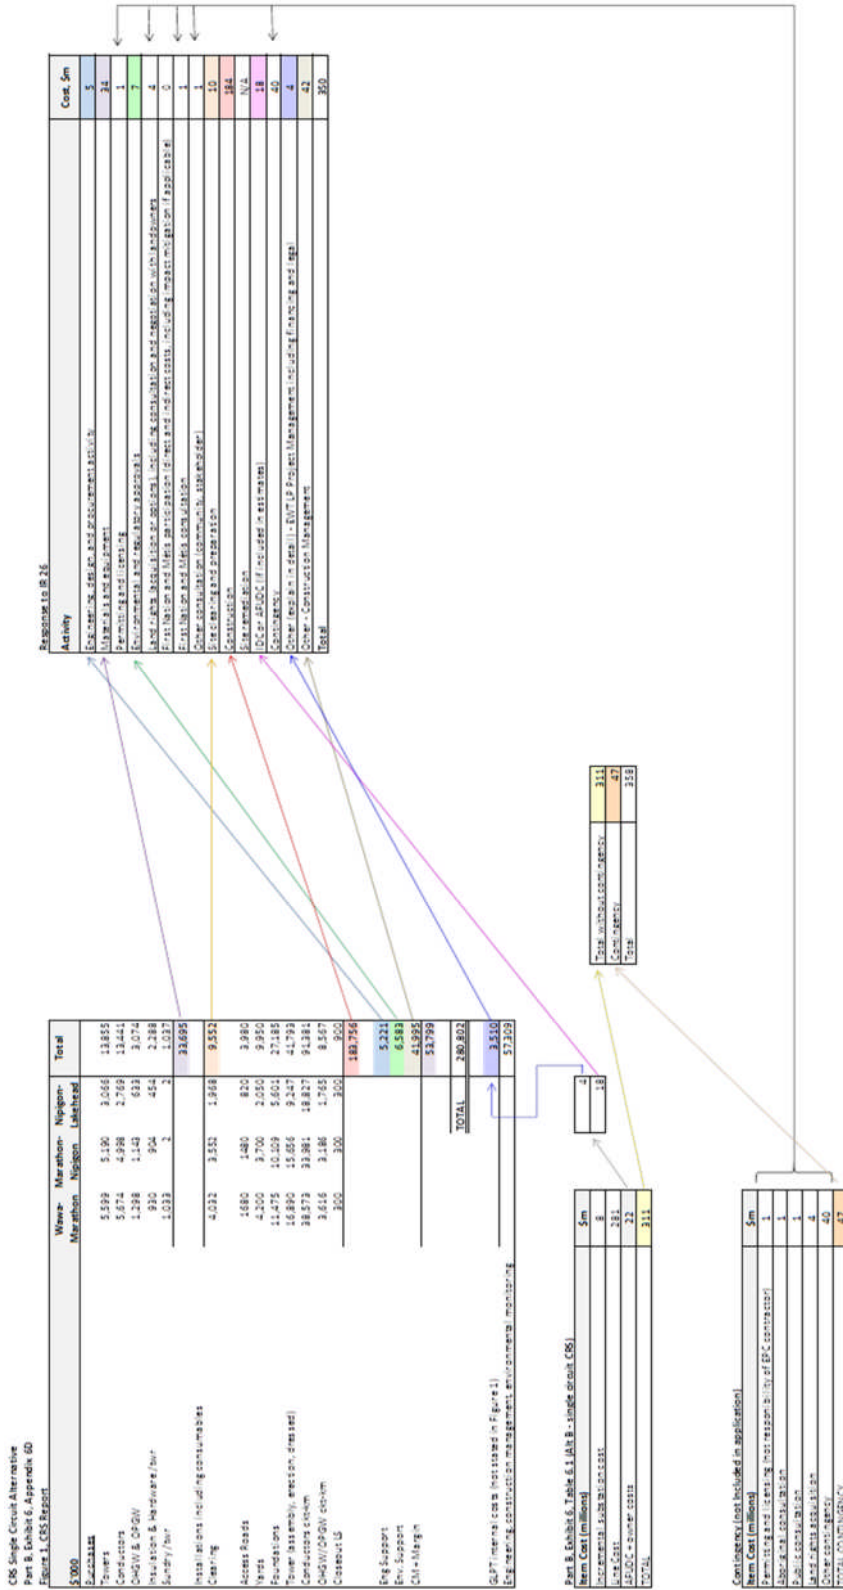 CRS Single Circuit Alternative
Part B, Exhibit 6, Appendix 6D
Figure 1, CRS Report
$'000 Wawa-Marathon Marathon-Nipigon Nipigon-Lakehead Total
Purchases
Towers 5,599 5,190 3,066 13,855
Conductors 5,674 4,998 2,769 13,441
OHGW & OPGW 1,298 1,143 633 3,074
Insulation & Hardware /twr 930 904 454 2,288
Sundry /twr 1,033 2 2 1,037
33,695
Installations including consumables
Clearing 4,032 3,552 1,968 9,552
Access Roads 1680 1480 820 3,980
Yards 4,200 3,700 2,050 9,950
Foundations 11,475 10,109 5,601 27,185
Tower (assembly, erection, dressed) 16,890 15,656 9,247 41,793
Conductors ckt-km 38,573 33,981 18,827 91,381
OHGW/OPGW ckt-km 3,616 3,186 1,765 8,567
Closeout LS 300 300 300 900
183,756
Eng Support 5,221
Env. Support 6,583
CM + Margin 41,995
53,799
TOTAL 280,802
GLPT internal costs (not stated in Figure 1) 3,510
Engineering, construction management, environmental monitoring 57,309
Part B, Exhibit 6, Table 6.1 (Alt B - single circuit CRS)
Item Cost (millions) $m
Incremental substation cost 8
Line Cost 281
AFUDC + owner costs 22
TOTAL 311
4
18
Contingency (not included in application)
Item Cost (millions) $m
Permitting and licensing (not responsibility of EPC contractor) 1
Aboriginal consultation 1
Public consultation 1
Land rights acquisition 4
Other contingency 40
TOTAL CONTINGENCY 47
Total without contingency 311
Contingency 47
Total 358
Response to IR 26
Activity Cost, $m
Engineering, design, and procurement activity 5
Materials and equipment 34
Permitting and licensing 1
Environmental and regulatory approvals 7
Land rights (acquisition or options), including consultation and negotiation with landowners 4
First Nation and Métis participation (direct and indirect costs, including impact mitigation if applicable) 0
First Nation and Métis consultation 1
Other consultation (community, stakeholder) 1
Site clearing and preparation 10
Construction 184
Site remediation N/A
IDC or AFUDC (if included in estimates) 18
Contingency 40
Other (explain in detail) - EWT LP Project Management including financing and legal 4
Other - Construction Management 42
Total 350